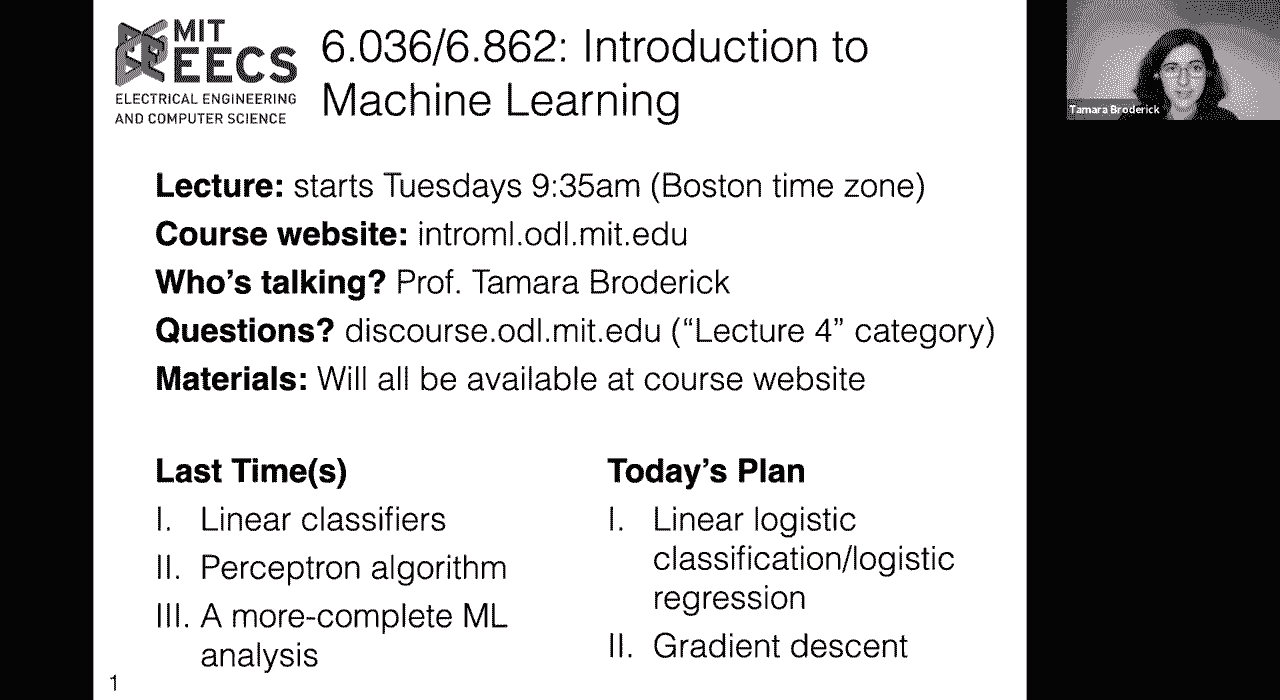 MIT
EECS
ELECTRICAL ENGINEERING
AND COMPUTER SCIENCE
6.036/6.862: Introduction to
Machine Learning
Tamara Broderick
Lecture: starts Tuesdays 9:35am (Boston time zone)
Course website: introml.odl.mit.edu
Who's talking? Prof. Tamara Broderick
Questions? discourse.odl.mit.edu (“Lecture 4” category)
Materials: Will all be available at course website
Last Time(s)
I. Linear classifiers
II. Perceptron algorithm
III. A more-complete ML
analysis
Today's Plan
I. Linear logistic
classification/logistic
regression
II. Gradient descent
1